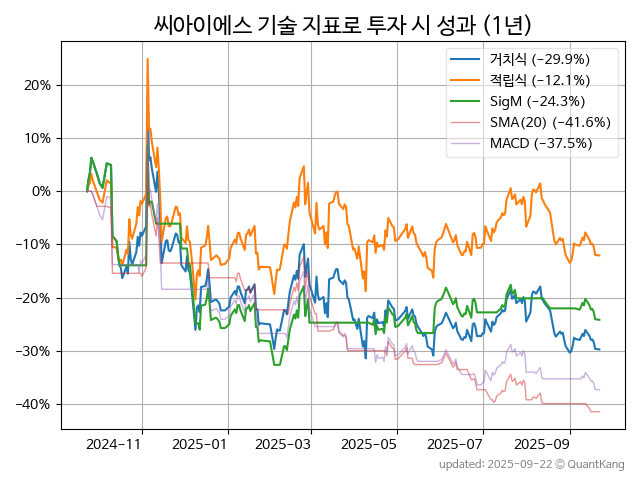 씨아이에스 기술 지표로 투자 시 성과 (1년)
거치식 (−29.9%)
적립식 (−12.1%)
SigM (−24.3%)
SMA(20) (−41.6%)
MACD (−37.5%)
20%
10%
0%
−10%
−20%
−30%
−40%
2024-11 2025-01 2025-03 2025-05 2025-07 2025-09
updated: 2025-09-22 © QuantKang